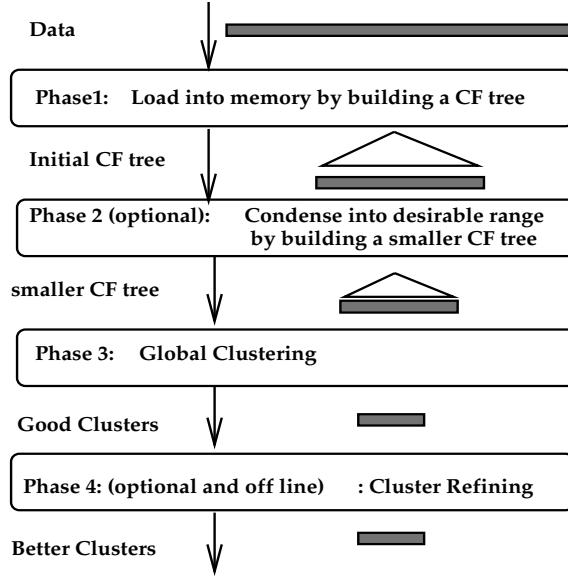 Data
Phase1: Load into memory by building a CF tree
Initial CF tree
Phase 2 (optional): Condense into desirable range
by building a smaller CF tree
smaller CF tree
Phase 3: Global Clustering
Good Clusters
Phase 4: (optional and off line) : Cluster Refining
Better Clusters